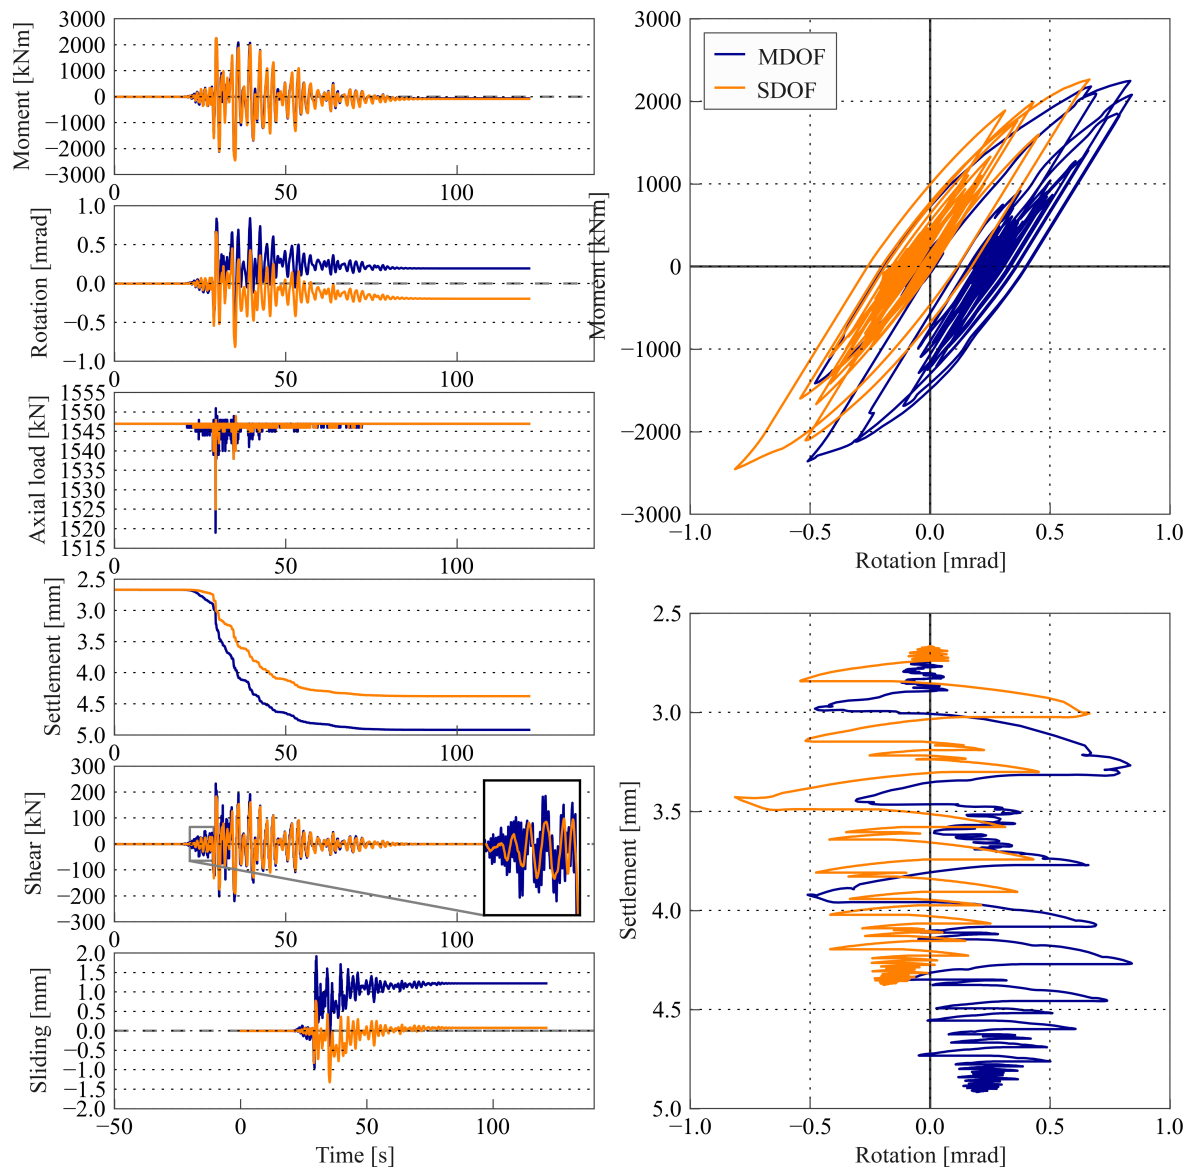 Moment [kNm]
3000
2000
1000
0
−1000
−2000
−3000
0 50 100
Rotation [mrad]
1.0
0.5
0.0
−0.5
−1.0
0 50 100
Axial load [kN]
1555
1550
1545
1540
1535
1530
1525
1520
1515
0 50 100
Settlement [mm]
2.5
3.0
3.5
4.0
4.5
5.0
0 50 100
Shear [kN]
300
200
100
0
−100
−200
−300
0 50 100
Sliding [mm]
2.0
1.5
1.0
0.5
0.0
−0.5
−1.0
−1.5
−2.0
−50 0 50 100
Time [s]
Moment [kNm]
3000
2000
1000
0
−1000
−2000
−3000
MDOF
SDOF
−1.0 −0.5 0.0 0.5 1.0
Rotation [mrad]
Settlement [mm]
2.5
3.0
3.5
4.0
4.5
5.0
−1.0 −0.5 0.0 0.5 1.0
Rotation [mrad]